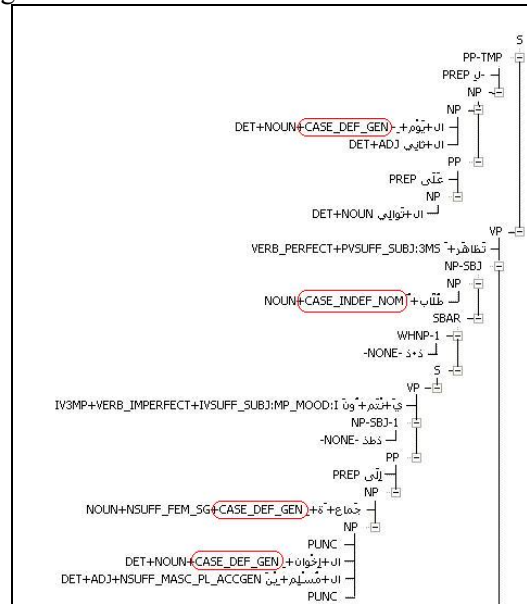 S
PP-TMP
PREP -لِ
NP
NP
DET+NOUN+CASE_DEF_GEN ال+يَوْم+ِ
DET+ADJ ال+ثانِي
PP
PREP عَلَى
NP
DET+NOUN ال+تَوالِي
VP
VERB_PERFECT+PVSUFF_SUBJ:3MS تَظاهَر+َ
NP-SBJ
NP
NOUN+CASE_INDEF_NOM طُلّاب+ٌ
SBAR
WHNP-1
-NONE-
S
VP
IV3MP+VERB_IMPERFECT+IVSUFF_SUBJ:MP_MOOD:I يَ+نْتَم+ُونَ
NP-SBJ-1
-NONE-
PP
PREP إِلَى
NP
NOUN+NSUFF_FEM_SG+CASE_DEF_GEN جَماع+َة+ِ
NP
PUNC
DET+NOUN+CASE_DEF_GEN ال+إِخْوان+ِ
DET+ADJ+NSUFF_MASC_PL_ACCGEN ال+مُسْلِم+ِينَ
PUNC